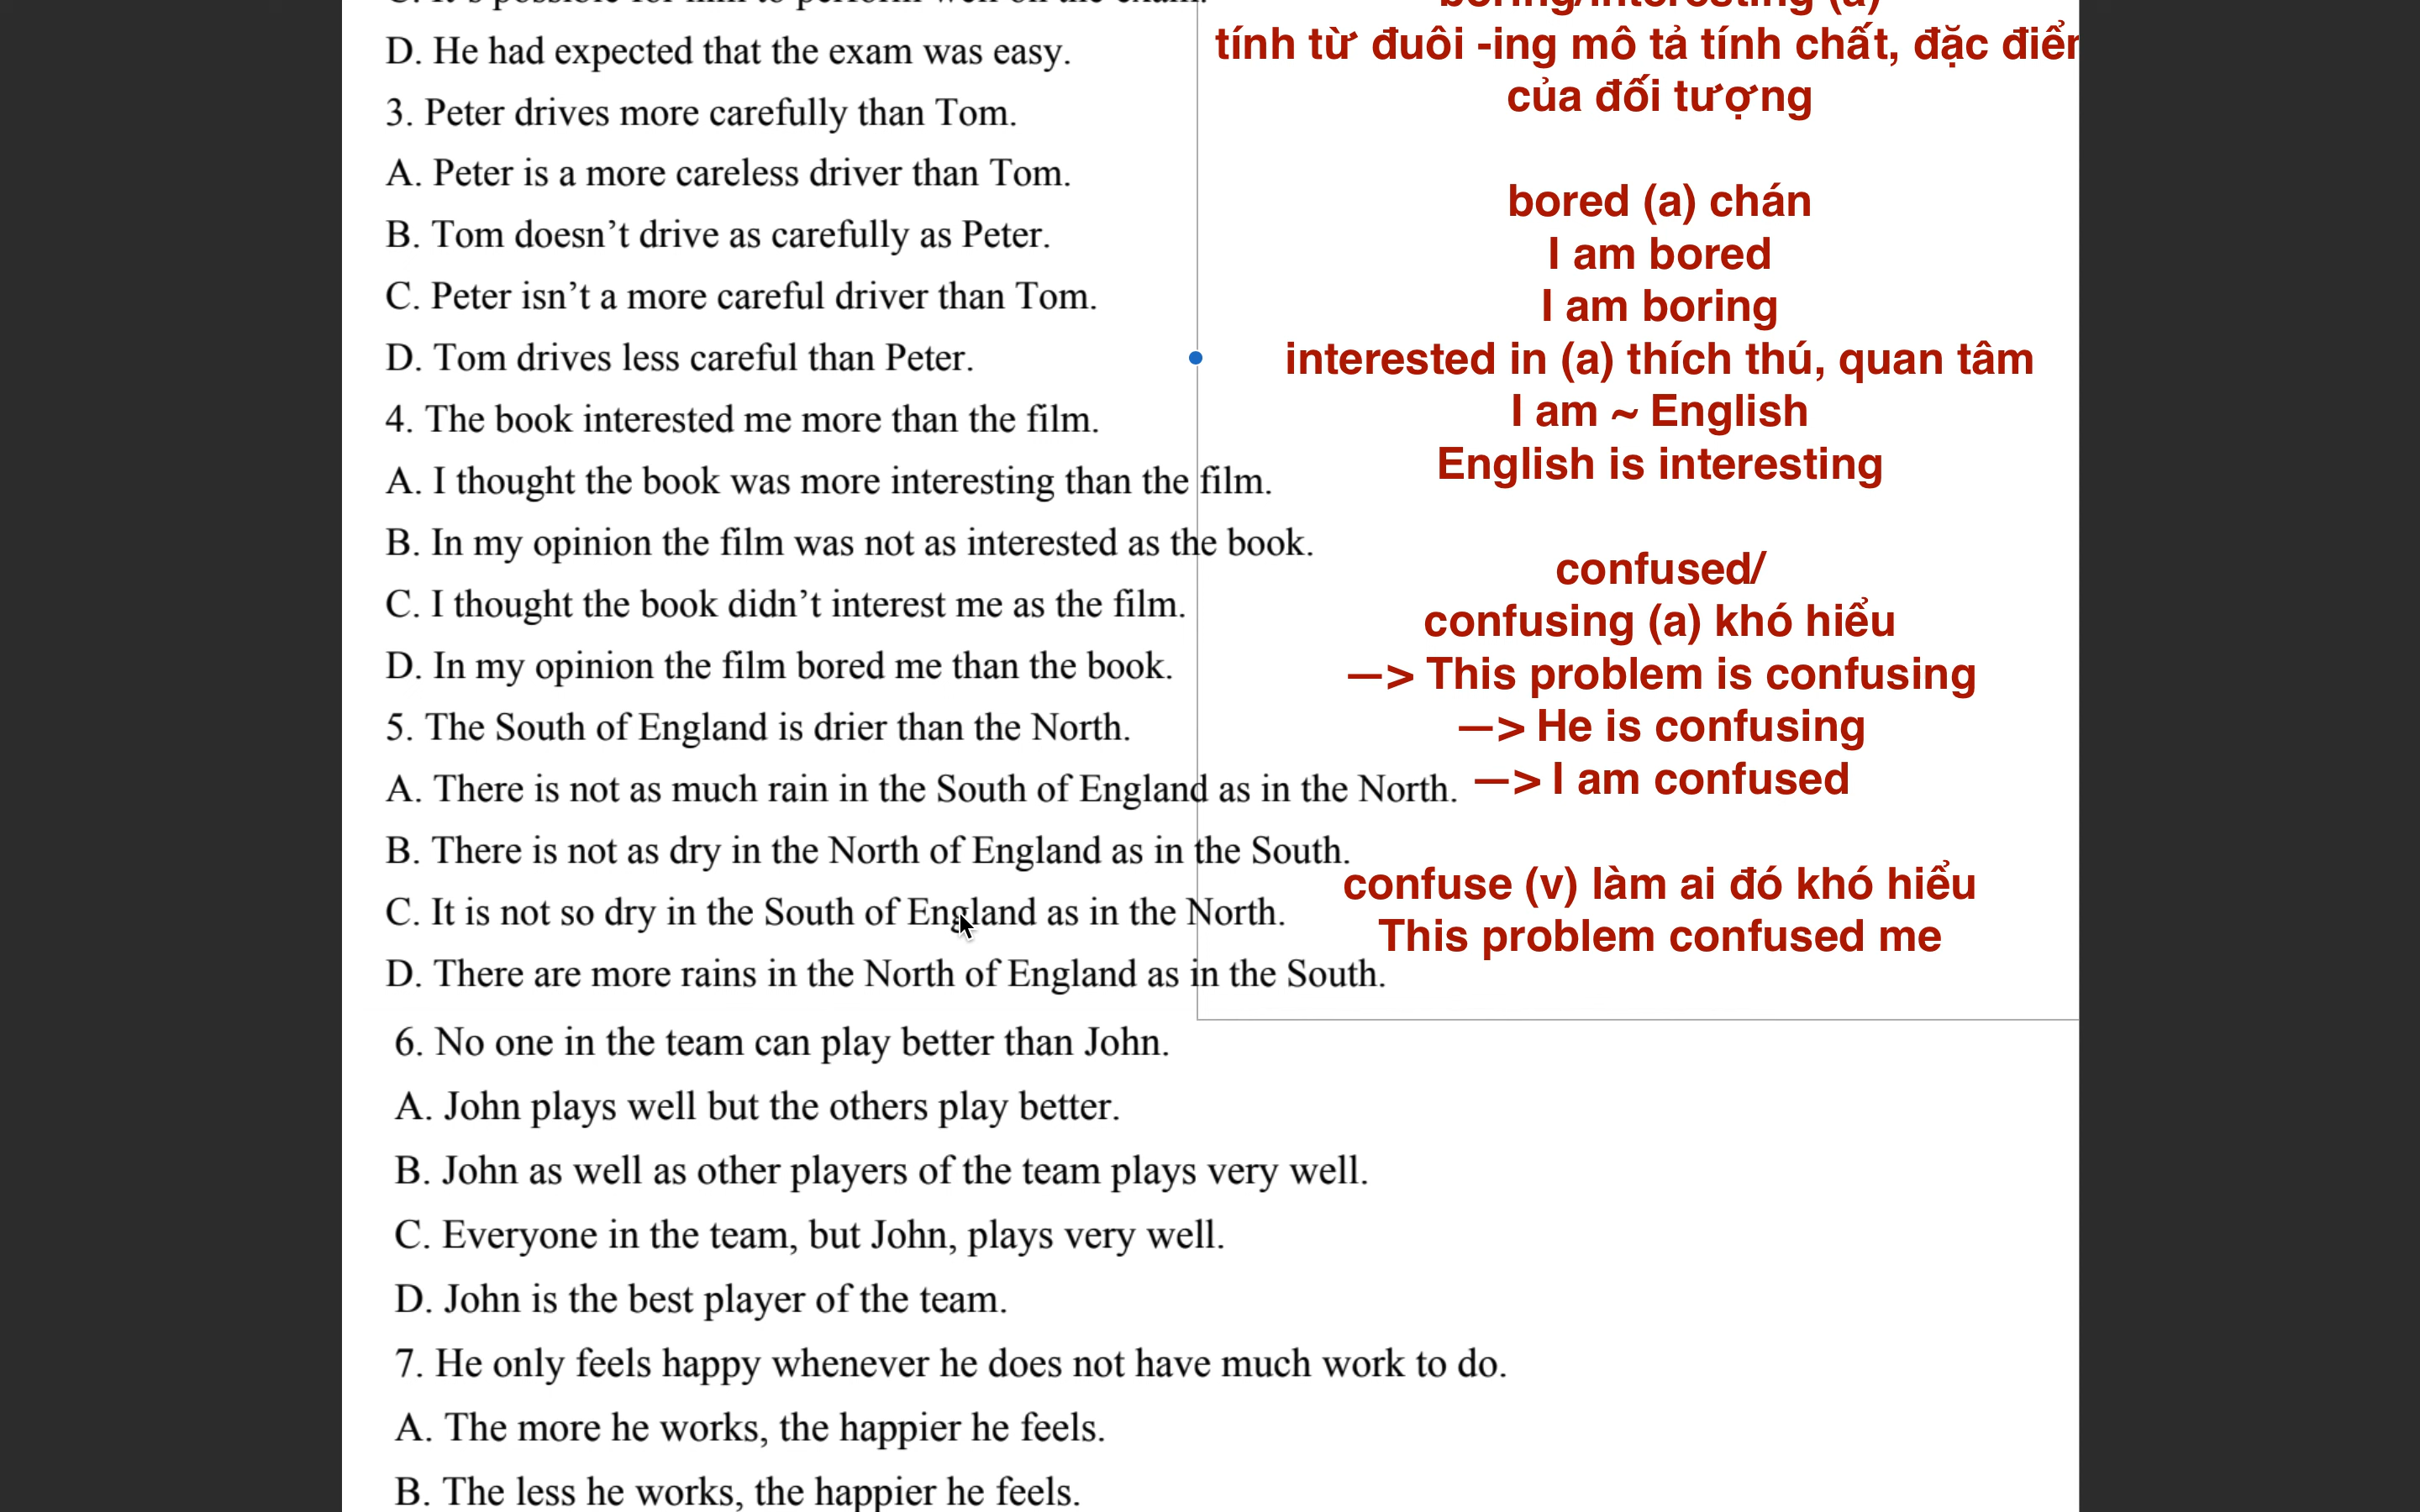 C. It's possible for him to perform well on the exam.
D. He had expected that the exam was easy.
3. Peter drives more carefully than Tom.
A. Peter is a more careless driver than Tom.
B. Tom doesn’t drive as carefully as Peter.
C. Peter isn’t a more careful driver than Tom.
D. Tom drives less careful than Peter.
4. The book interested me more than the film.
A. I thought the book was more interesting than the film.
B. In my opinion the film was not as interested as the book.
C. I thought the book didn’t interest me as the film.
D. In my opinion the film bored me than the book.
5. The South of England is drier than the North.
A. There is not as much rain in the South of England as in the North.
B. There is not as dry in the North of England as in the South.
C. It is not so dry in the South of England as in the North.
D. There are more rains in the North of England as in the South.
6. No one in the team can play better than John.
A. John plays well but the others play better.
B. John as well as other players of the team plays very well.
C. Everyone in the team, but John, plays very well.
D. John is the best player of the team.
7. He only feels happy whenever he does not have much work to do.
A. The more he works, the happier he feels.
B. The less he works, the happier he feels.
boring/interesting (a)
tính từ đuôi -ing mô tả tính chất, đặc
của đối tượng
bored (a) chán
I am bored
I am boring
interested in (a) thích thú, quan tâm
I am ~ English
English is interesting
confused/
confusing (a) khó hiểu
—> This problem is confusing
—> He is confusing
—> I am confused
confuse (v) làm ai đó khó hiểu
This problem confused me